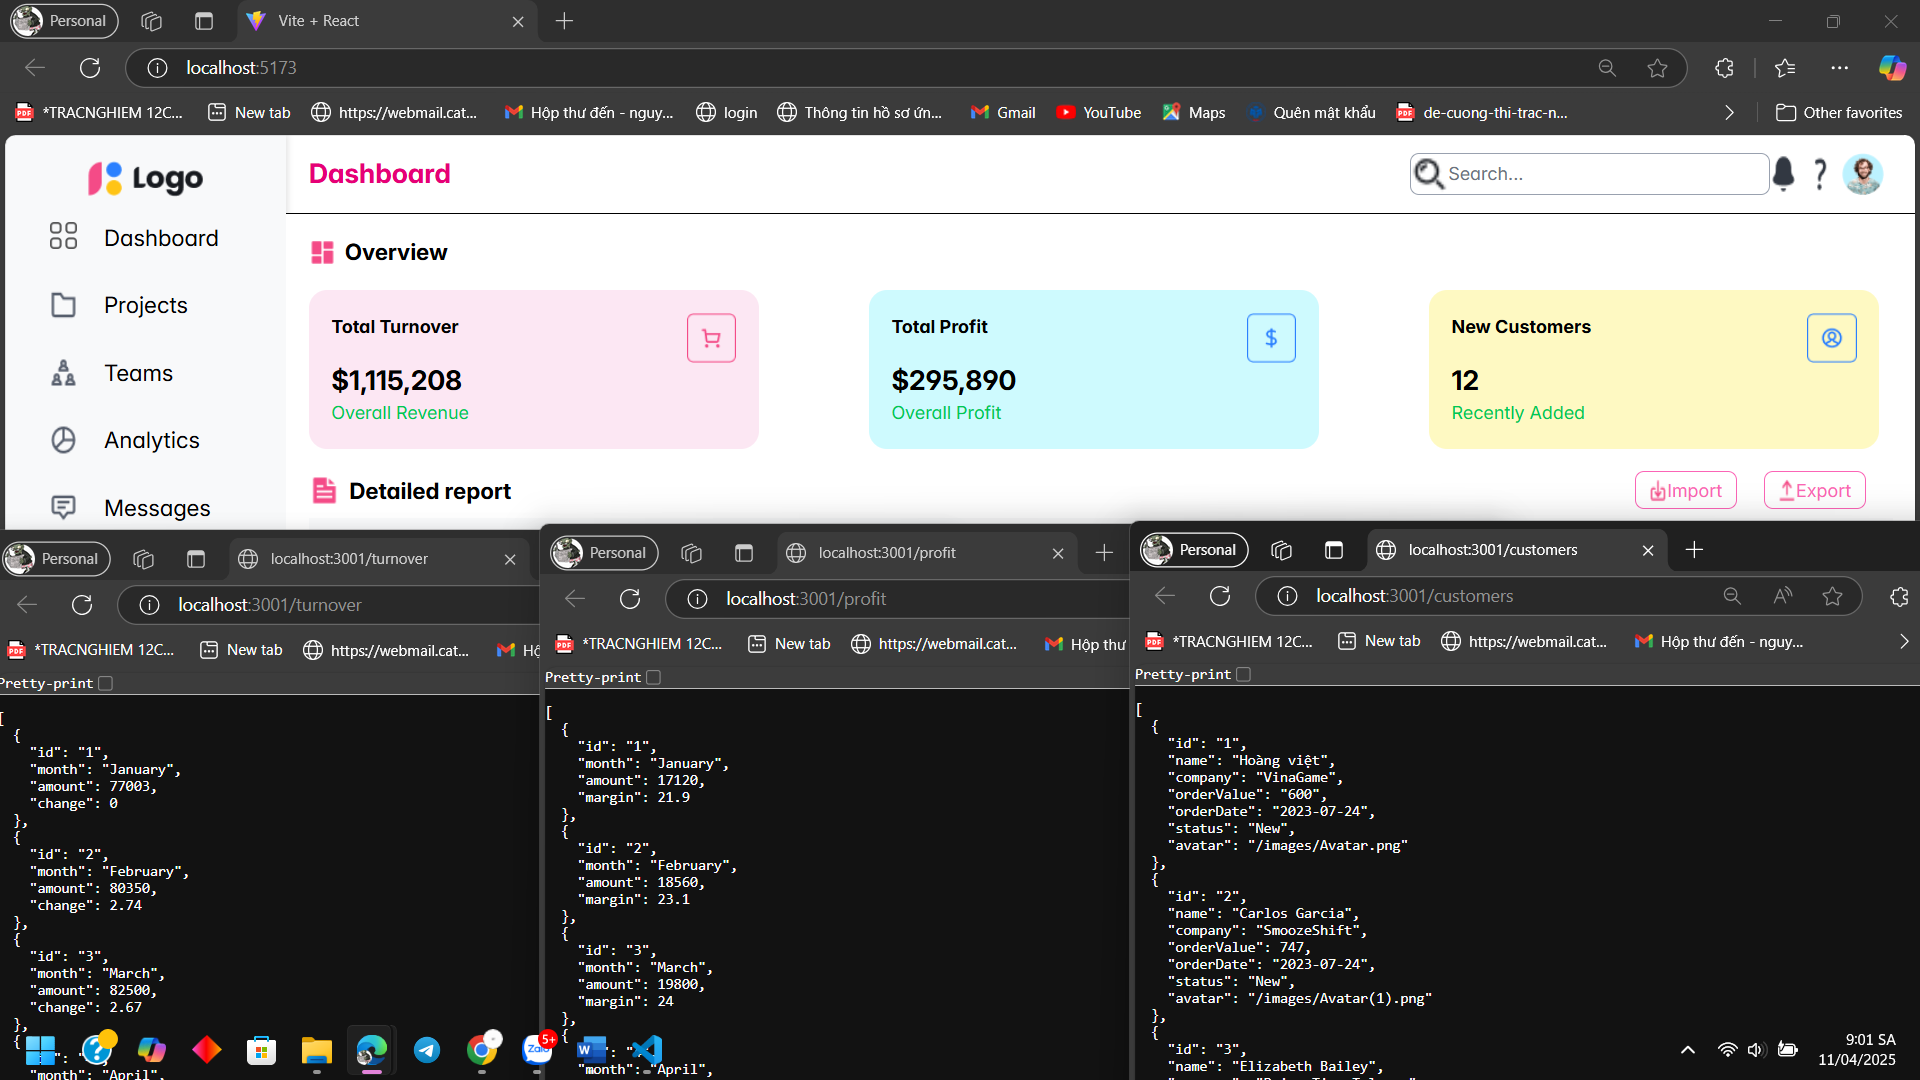 Personal
Vite + React
localhost:5173
*TRACNGHIEM 12C...
New tab
https://webmail.cat...
Hộp thư đến - nguy...
login
Thông tin hồ sơ ứn...
Gmail
YouTube
Maps
Quên mật khẩu
de-cuong-thi-trac-n...
Other favorites
Logo
Dashboard
Projects
Teams
Analytics
Messages
Dashboard
Search...
Overview
Total Turnover
$1,115,208
Overall Revenue
Total Profit
$295,890
Overall Profit
New Customers
12
Recently Added
Detailed report
Import
Export
Personal
localhost:3001/turnover
localhost:3001/turnover
*TRACNGHIEM 12C...
New tab
https://webmail.cat...
Hộ
Pretty-print
[
{
"id": "1",
"month": "January",
"amount": 77003,
"change": 0
},
{
"id": "2",
"month": "February",
"amount": 80350,
"change": 2.74
},
{
"id": "3",
"month": "March",
"amount": 82500,
"change": 2.67
},
{
"month": "April",
Personal
localhost:3001/profit
localhost:3001/profit
*TRACNGHIEM 12C...
New tab
https://webmail.cat...
Hộp thư
Pretty-print
[
{
"id": "1",
"month": "January",
"amount": 17120,
"margin": 21.9
},
{
"id": "2",
"month": "February",
"amount": 18560,
"margin": 23.1
},
{
"id": "3",
"month": "March",
"amount": 19800,
"margin": 24
},
{
"month": "April",
Personal
localhost:3001/customers
localhost:3001/customers
*TRACNGHIEM 12C...
New tab
https://webmail.cat...
Hộp thư đến - nguy...
Pretty-print
[
{
"id": "1",
"name": "Hoàng việt",
"company": "VinaGame",
"orderValue": "600",
"orderDate": "2023-07-24",
"status": "New",
"avatar": "/images/Avatar.png"
},
{
"id": "2",
"name": "Carlos Garcia",
"company": "SmoozeShift",
"orderValue": 747,
"orderDate": "2023-07-24",
"status": "New",
"avatar": "/images/Avatar(1).png"
},
{
"id": "3",
"name": "Elizabeth Bailey",
Zalo
5+
9:01 SA
11/04/2025